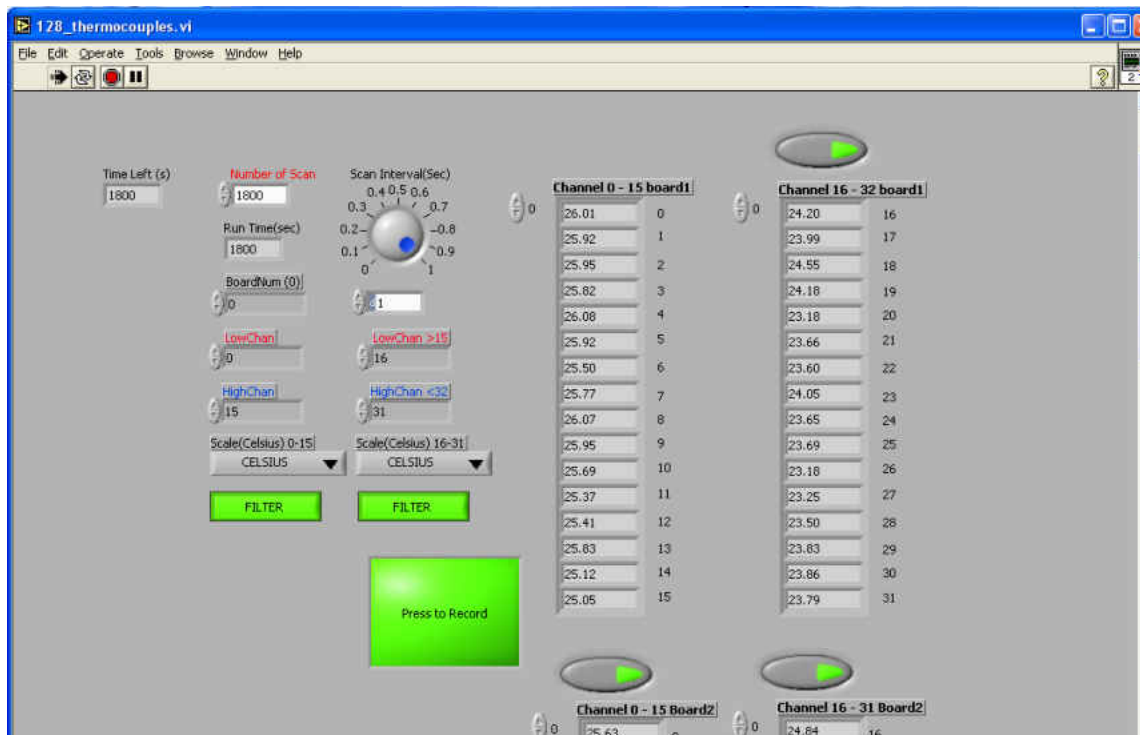 128_thermocouples.vi
File Edit Operate Tools Browse Window Help
2
Time Left (s)
1800
Number of Scan
1800
Run Time(sec)
1800
BoardNum (0)
0
LowChan
0
HighChan
15
Scale(Celsius) 0-15
CELSIUS
FILTER
Scan Interval(Sec)
0 0.1 0.2 0.3 0.4 0.5 0.6 0.7 0.8 0.9 1
1
LowChan >15
16
HighChan <32
31
Scale(Celsius) 16-31
CELSIUS
FILTER
Press to Record
Channel 0 - 15 board1
0
26.01 0
25.92 1
25.95 2
25.82 3
26.08 4
25.92 5
25.50 6
25.77 7
26.07 8
25.95 9
25.69 10
25.37 11
25.41 12
25.83 13
25.12 14
25.05 15
Channel 16 - 32 board1
0
24.20 16
23.99 17
24.55 18
24.18 19
23.18 20
23.66 21
23.60 22
24.05 23
23.65 24
23.69 25
23.18 26
23.25 27
23.50 28
23.83 29
23.86 30
23.79 31
Channel 0 - 15 Board2
0
25.63
Channel 16 - 31 Board2
0
24.84 16